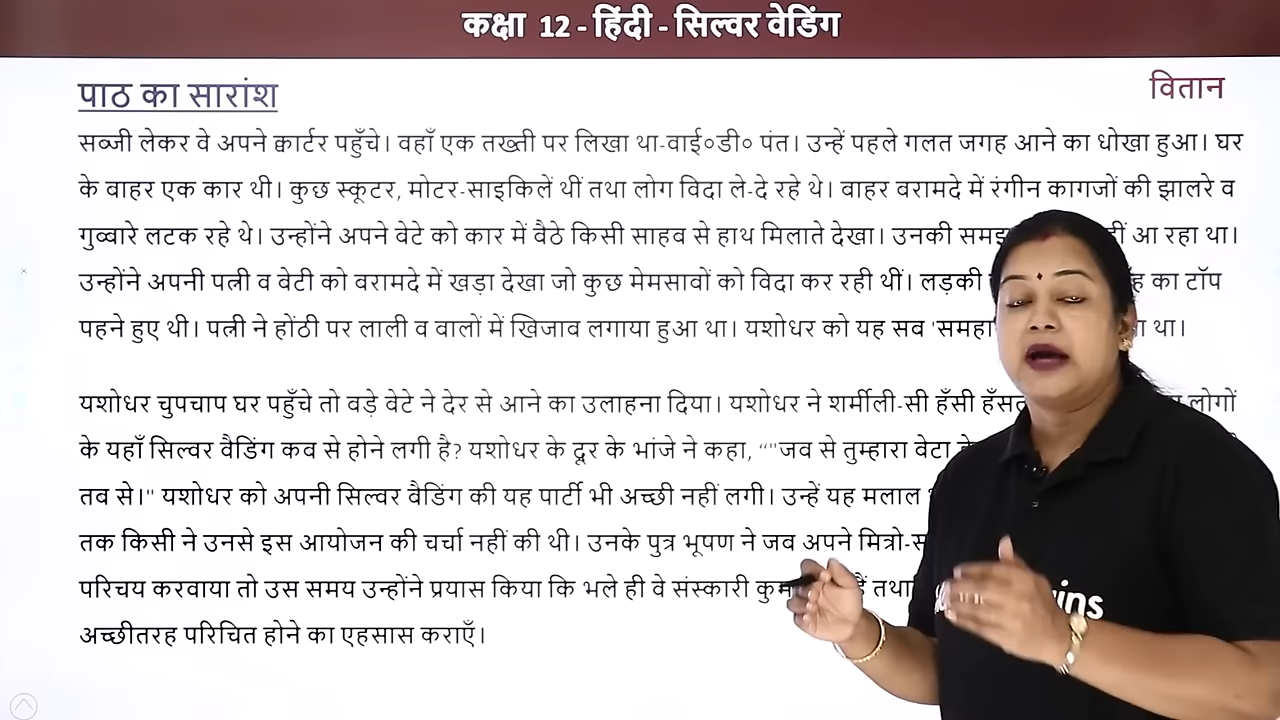 कक्षा 12 - हिंदी - सिल्वर वेडिंग
पाठ का सारांश
वितान
सब्जी लेकर वे अपने क्वार्टर पहुँचे। वहाँ एक तख्ती पर लिखा था-वाई०डी० पंत। उन्हें पहले गलत जगह आने का धोखा हुआ। घर
के बाहर एक कार थी। कुछ स्कूटर, मोटर-साइकिलें थीं तथा लोग विदा ले-दे रहे थे। बाहर बरामदे में रंगीन कागजों की झालरे व
गुब्बारे लटक रहे थे। उन्होंने अपने बेटे को कार में बैठे किसी साहब से हाथ मिलाते देखा। उनकी आ रहा था।
उन्होंने अपनी पत्नी व बेटी को बरामदे में खड़ा देखा जो कुछ मेमसाबों को विदा कर रही थीं। लड़की का टॉप
पहने हुए थी। पत्नी ने होंठी पर लाली व बालों में खिजाब लगाया हुआ था। यशोधर को यह सब था।
यशोधर चुपचाप घर पहुँचे तो बड़े बेटे ने देर से आने का उलाहना दिया। यशोधर ने शर्मीली-सी हँसी लोगों
के यहाँ सिल्वर वैडिंग कब से होने लगी है? यशोधर के दूर के भांजे ने कहा, “"जब से तुम्हारा बेटा
तब से।" यशोधर को अपनी सिल्वर बैडिंग की यह पार्टी भी अच्छी नहीं लगी। उन्हें यह मलाल
तक किसी ने उनसे इस आयोजन की चर्चा नहीं की थी। उनके पुत्र भूषण ने जब अपने
परिचय करवाया तो उस समय उन्होंने प्रयास किया कि भले ही वे संस्कारी तथा
अच्छीतरह परिचित होने का एहसास कराएँ।